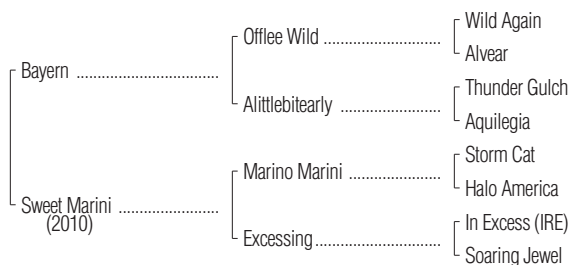 Wild Again
Offlee Wild
Alvear
Bayern
Thunder Gulch
Alittlebitearly
Aquilegia
Storm Cat
Marino Marini
Halo America
Sweet Marini
(2010)
In Excess (IRE)
Excessing
Soaring Jewel